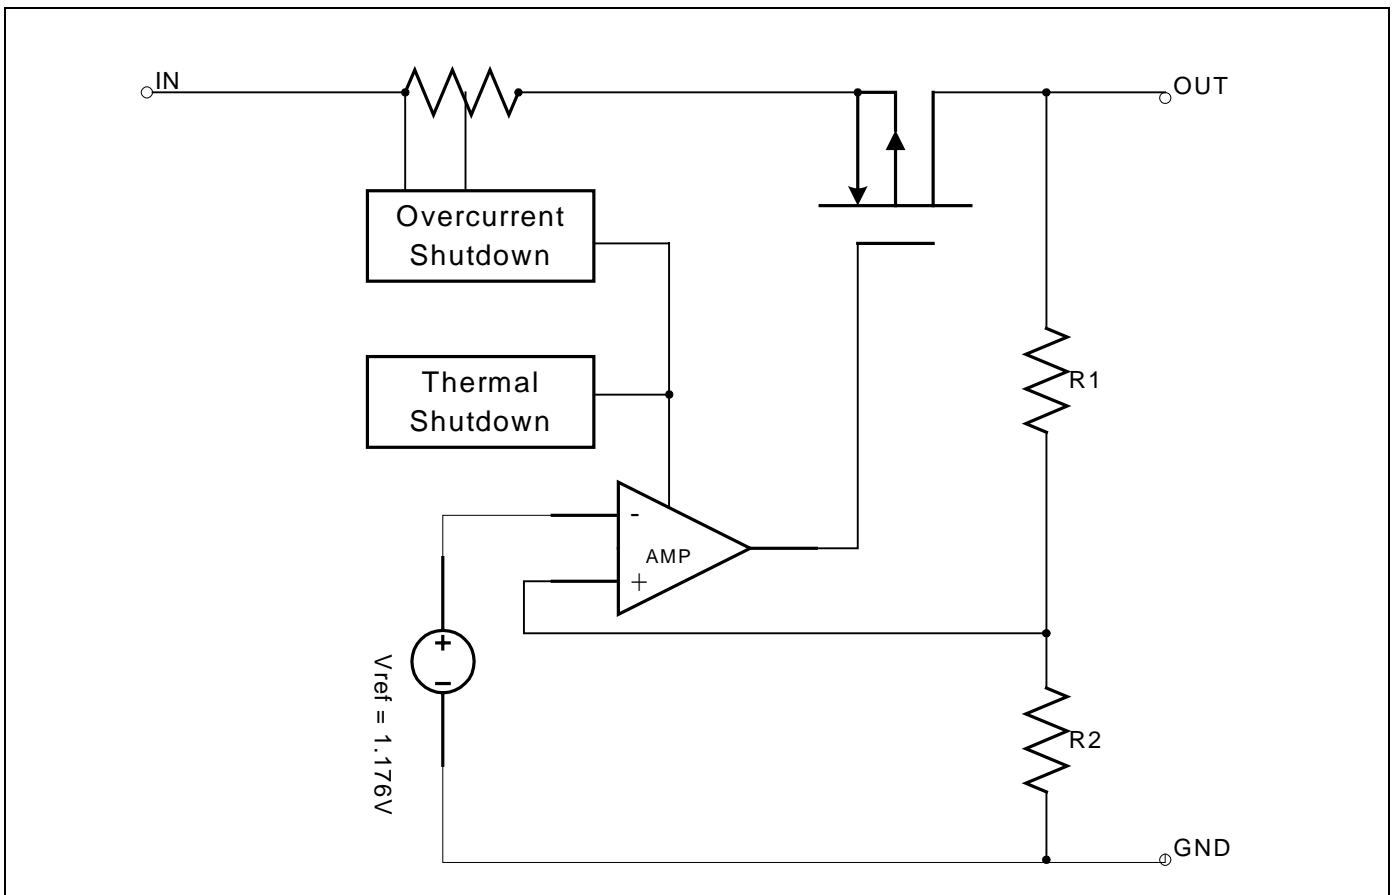 IN
OUT
Overcurrent
Shutdown
Thermal
Shutdown
R1
-
AMP
+
+
-
Vref = 1.176V
R2
GND